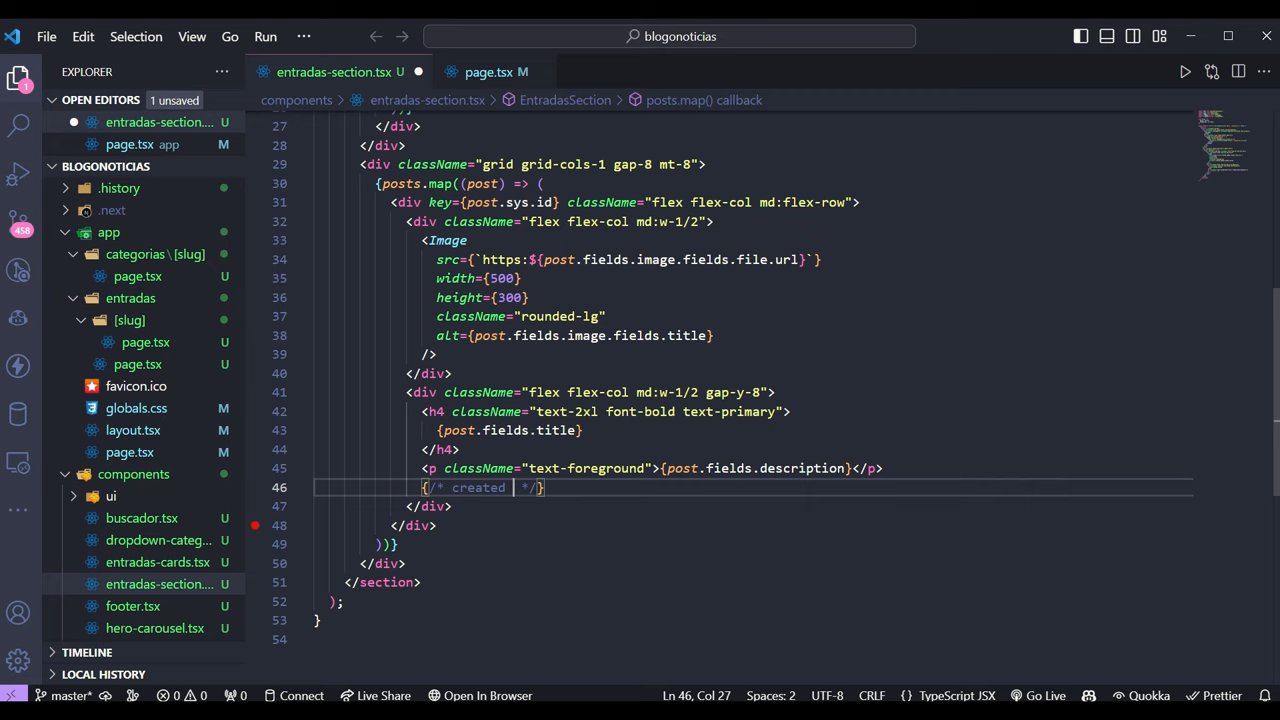 File Edit Selection View Go Run ··· blogonoticias
EXPLORER ···
entradas-section.tsx U page.tsx M
OPEN EDITORS 1 unsaved
components > entradas-section.tsx > EntradasSection > posts.map() callback
entradas-section.... U
page.tsx app M
BLOGONOTICIAS
.history
.next
app
categorias\[slug]
page.tsx U
entradas
[slug]
page.tsx U
page.tsx U
favicon.ico
globals.css M
layout.tsx M
page.tsx M
components
ui
buscador.tsx U
dropdown-categ... U
entradas-cards.tsx U
entradas-section.... U
footer.tsx U
hero-carousel.tsx U
TIMELINE
LOCAL HISTORY
1
458
27 </div>
28 </div>
29 <div className="grid grid-cols-1 gap-8 mt-8">
30 {posts.map((post) => (
31 <div key={post.sys.id} className="flex flex-col md:flex-row">
32 <div className="flex flex-col md:w-1/2">
33 <Image
34 src={`https:${post.fields.image.fields.file.url}`}
35 width={500}
36 height={300}
37 className="rounded-lg"
38 alt={post.fields.image.fields.title}
39 />
40 </div>
41 <div className="flex flex-col md:w-1/2 gap-y-8">
42 <h4 className="text-2xl font-bold text-primary">
43 {post.fields.title}
44 </h4>
45 <p className="text-foreground">{post.fields.description}</p>
46 {/* created */}
47 </div>
48 </div>
49 ))}
50 </div>
51 </section>
52 );
53 }
54
master* 0 0 0 Connect Live Share Open In Browser Ln 46, Col 27 Spaces: 2 UTF-8 CRLF {} TypeScript JSX Go Live Quokka Prettier